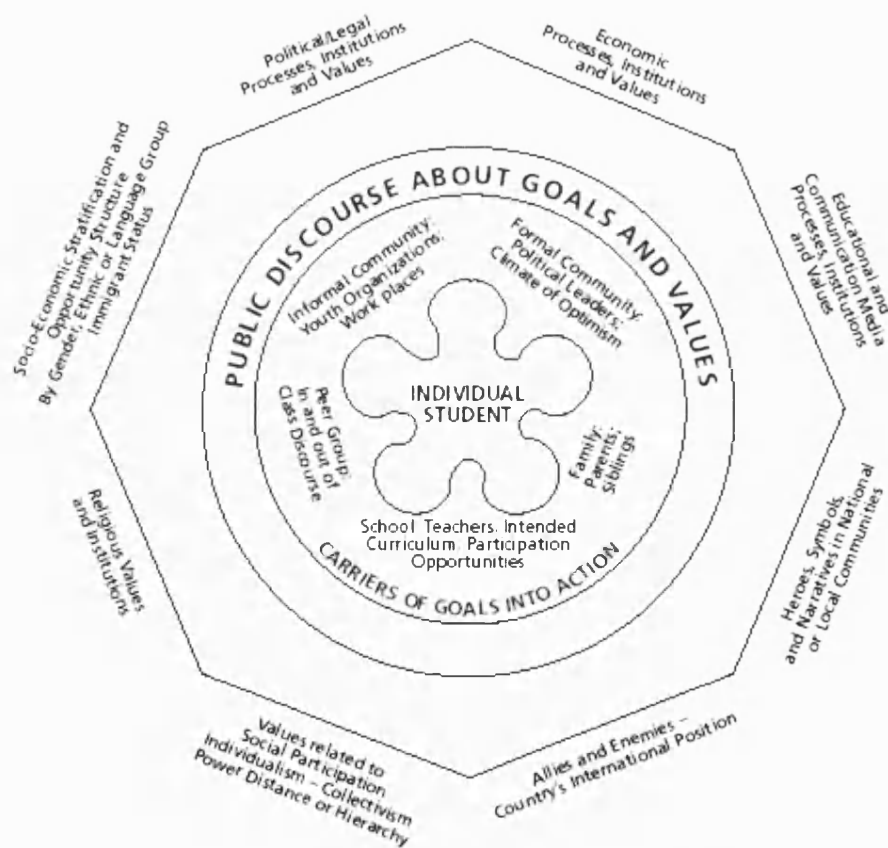 Political/Legal
Processes, Institutions
and Values
Economic
Processes, Institutions
and Values
Socio-Economic Stratification and
Opportunity Structure
By Gender, Ethnic or Language Group
Immigrant Status
Educational and
Communication Media
Processes, Institutions
and Values
PUBLIC DISCOURSE ABOUT GOALS AND VALUES
Informal Community:
Youth Organizations;
Work places
Formal Community:
Political Leaders;
Climate of Optimism
INDIVIDUAL
STUDENT
Peer Group:
In and out of
Class Discourse
Family:
Parents;
Siblings
School Teachers, Intended
Curriculum, Participation
Opportunities
CARRIERS OF GOALS INTO ACTION
Religious Values
and Institutions
Heroes, Symbols,
and Narratives in National
or Local Communities
Values related to
Social Participation
Individualism – Collectivism
Power Distance or Hierarchy
Allies and Enemies –
Country's International Position